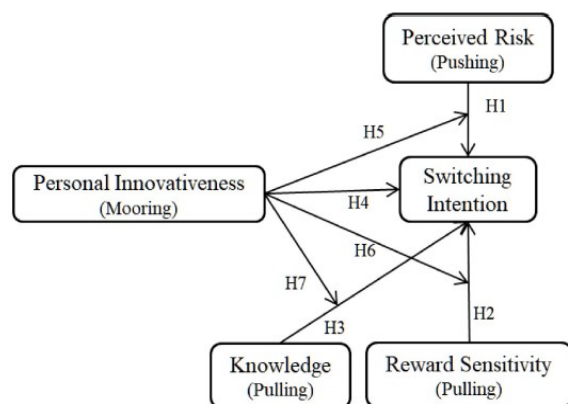 Perceived Risk
(Pushing)
H1
H5
Personal Innovativeness
(Mooring)
H4
Switching
Intention
H6
H7
H3
H2
Knowledge
(Pulling)
Reward Sensitivity
(Pulling)